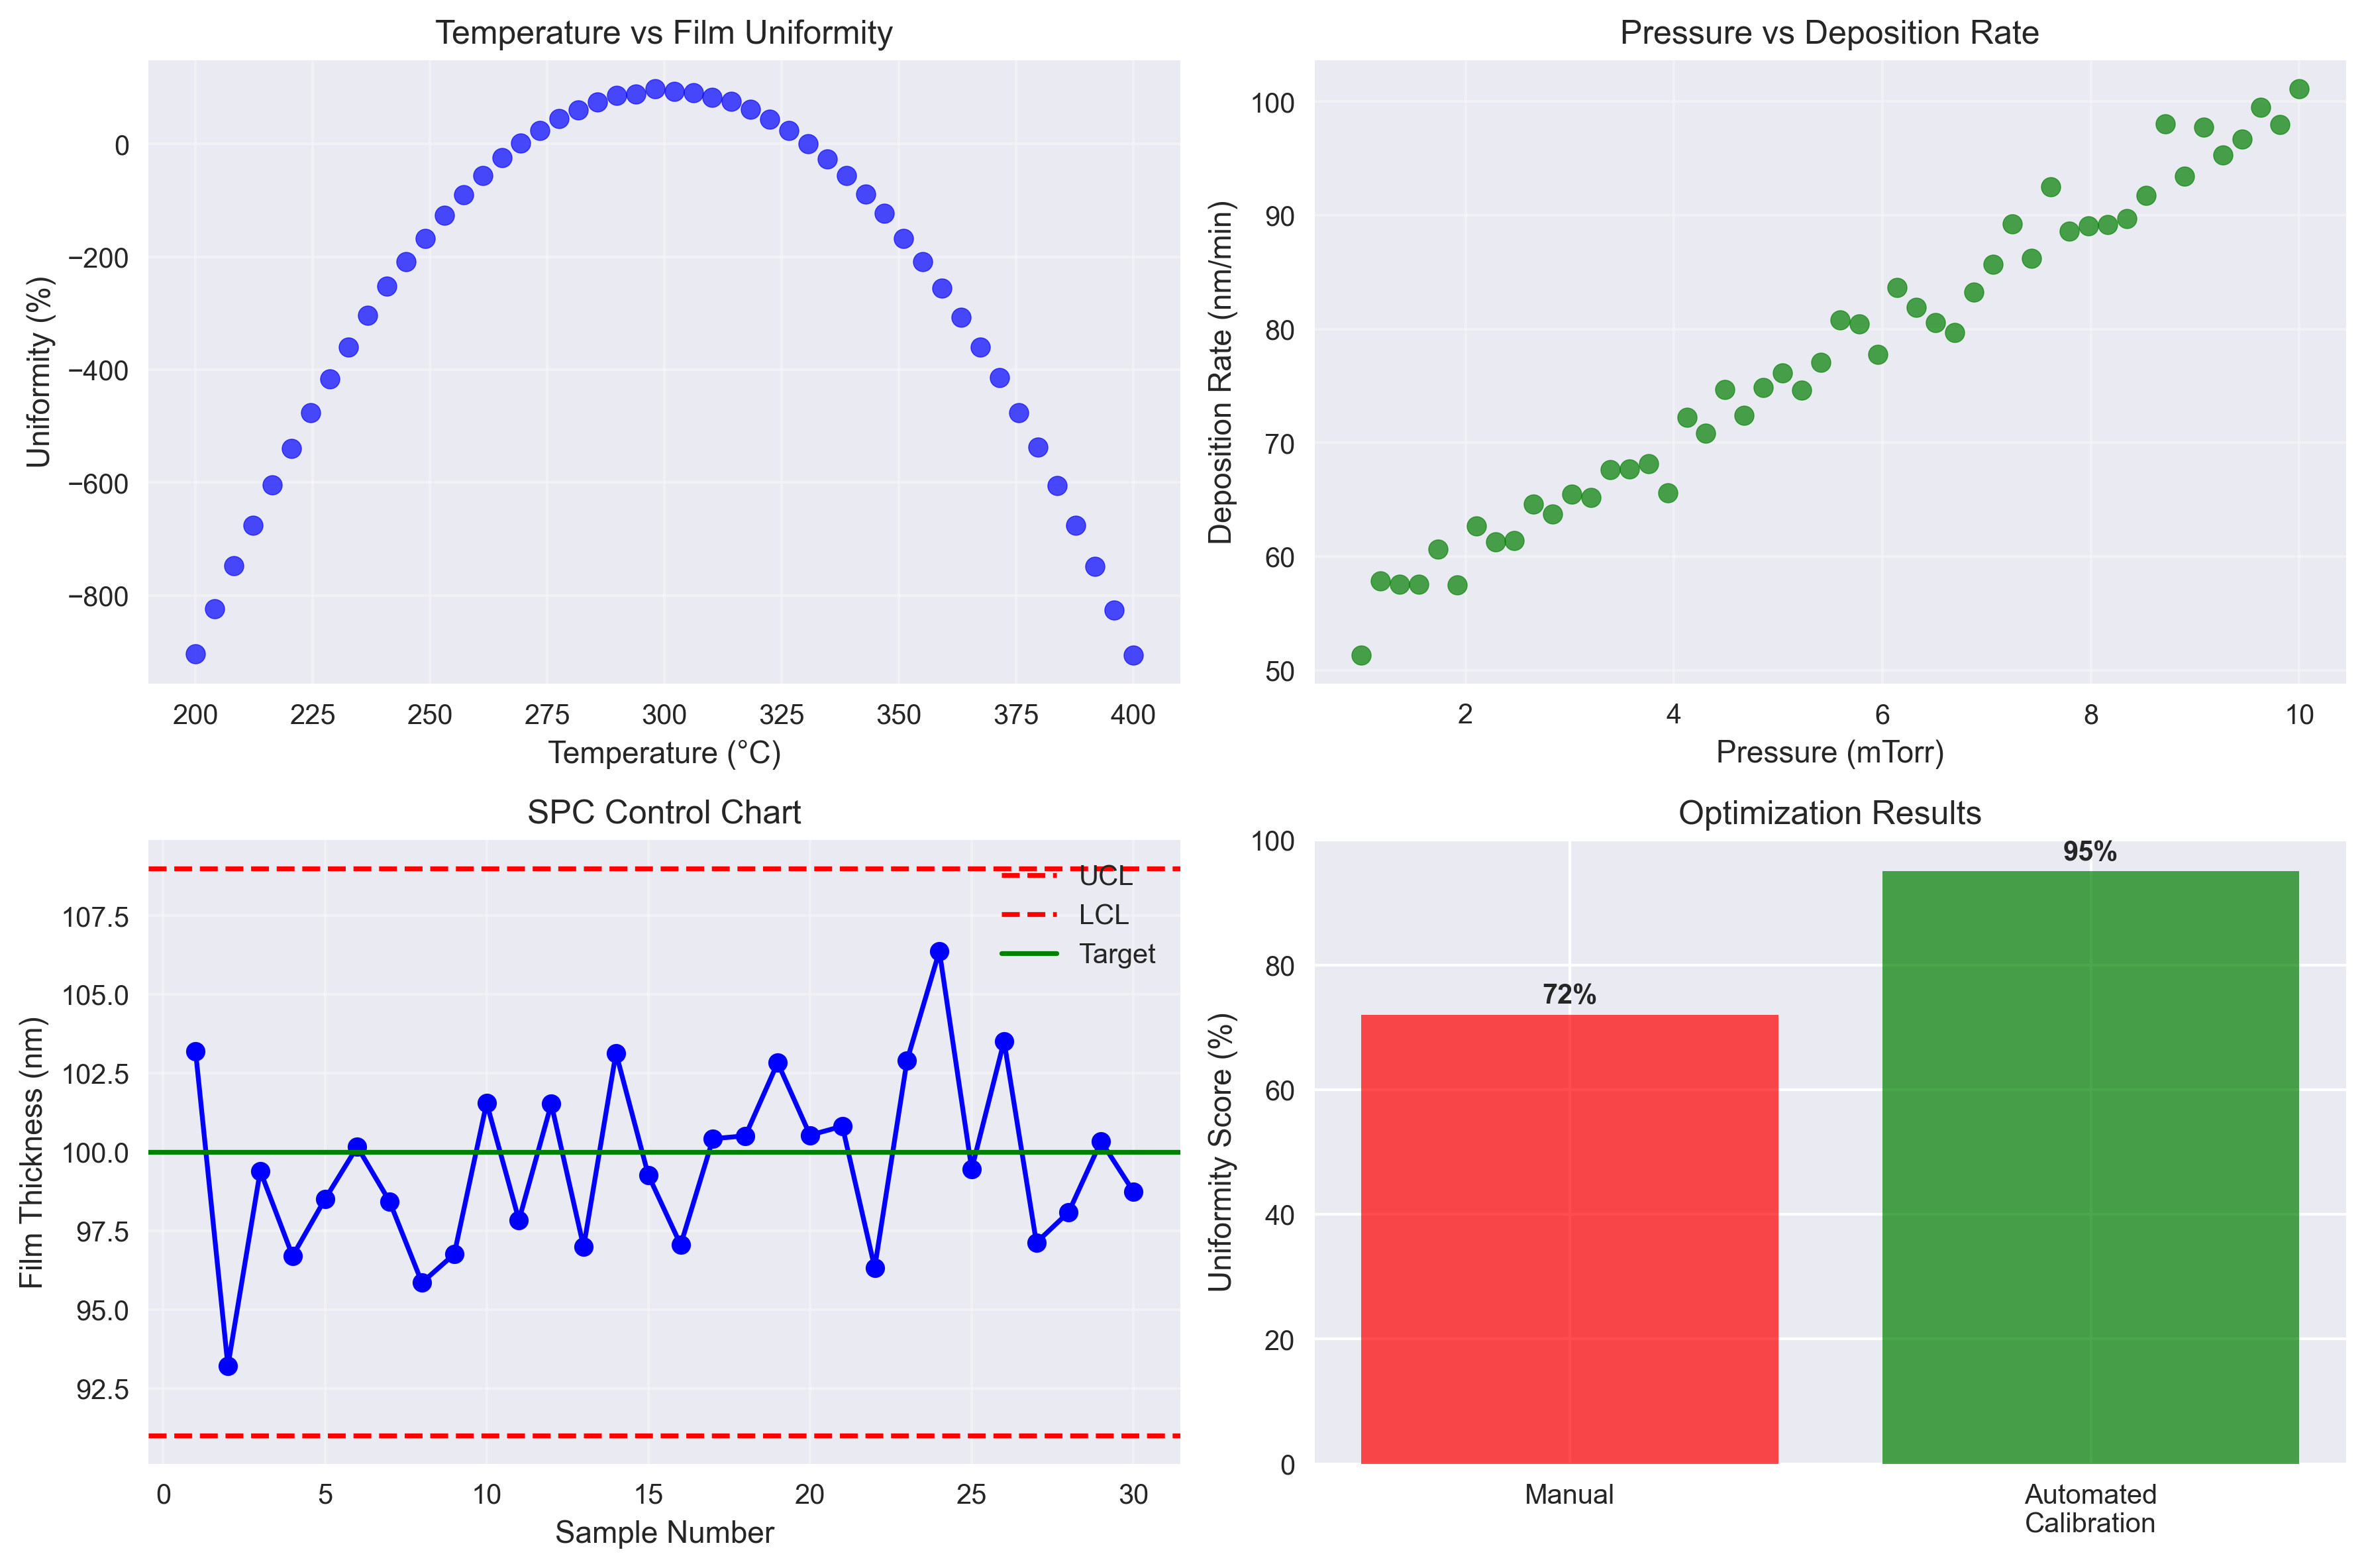 Temperature vs Film Uniformity
Uniformity (%)
0
−200
−400
−600
−800
200 225 250 275 300 325 350 375 400
Temperature (°C)
Pressure vs Deposition Rate
Deposition Rate (nm/min)
100
90
80
70
60
50
2 4 6 8 10
Pressure (mTorr)
SPC Control Chart
Film Thickness (nm)
107.5
105.0
102.5
100.0
97.5
95.0
92.5
UCL
LCL
Target
0 5 10 15 20 25 30
Sample Number
Optimization Results
Uniformity Score (%)
100
80
60
40
20
0
72%
95%
Manual
Automated
Calibration